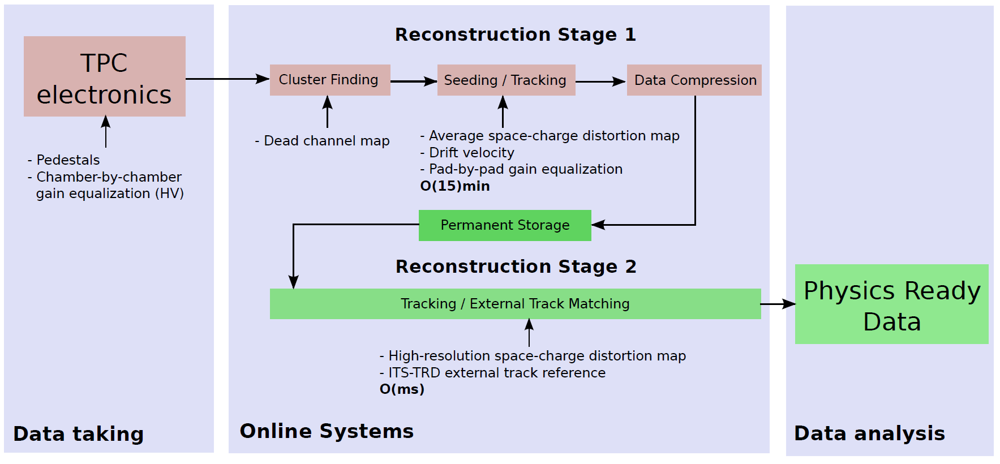 Reconstruction Stage 1
TPC
electronics
Cluster Finding
Seeding / Tracking
Data Compression
- Pedestals
- Chamber-by-chamber
gain equalization (HV)
- Dead channel map
- Average space-charge distortion map
- Drift velocity
- Pad-by-pad gain equalization
O(15)min
Permanent Storage
Reconstruction Stage 2
Tracking / External Track Matching
- High-resolution space-charge distortion map
- ITS-TRD external track reference
O(ms)
Physics Ready
Data
Data taking
Online Systems
Data analysis